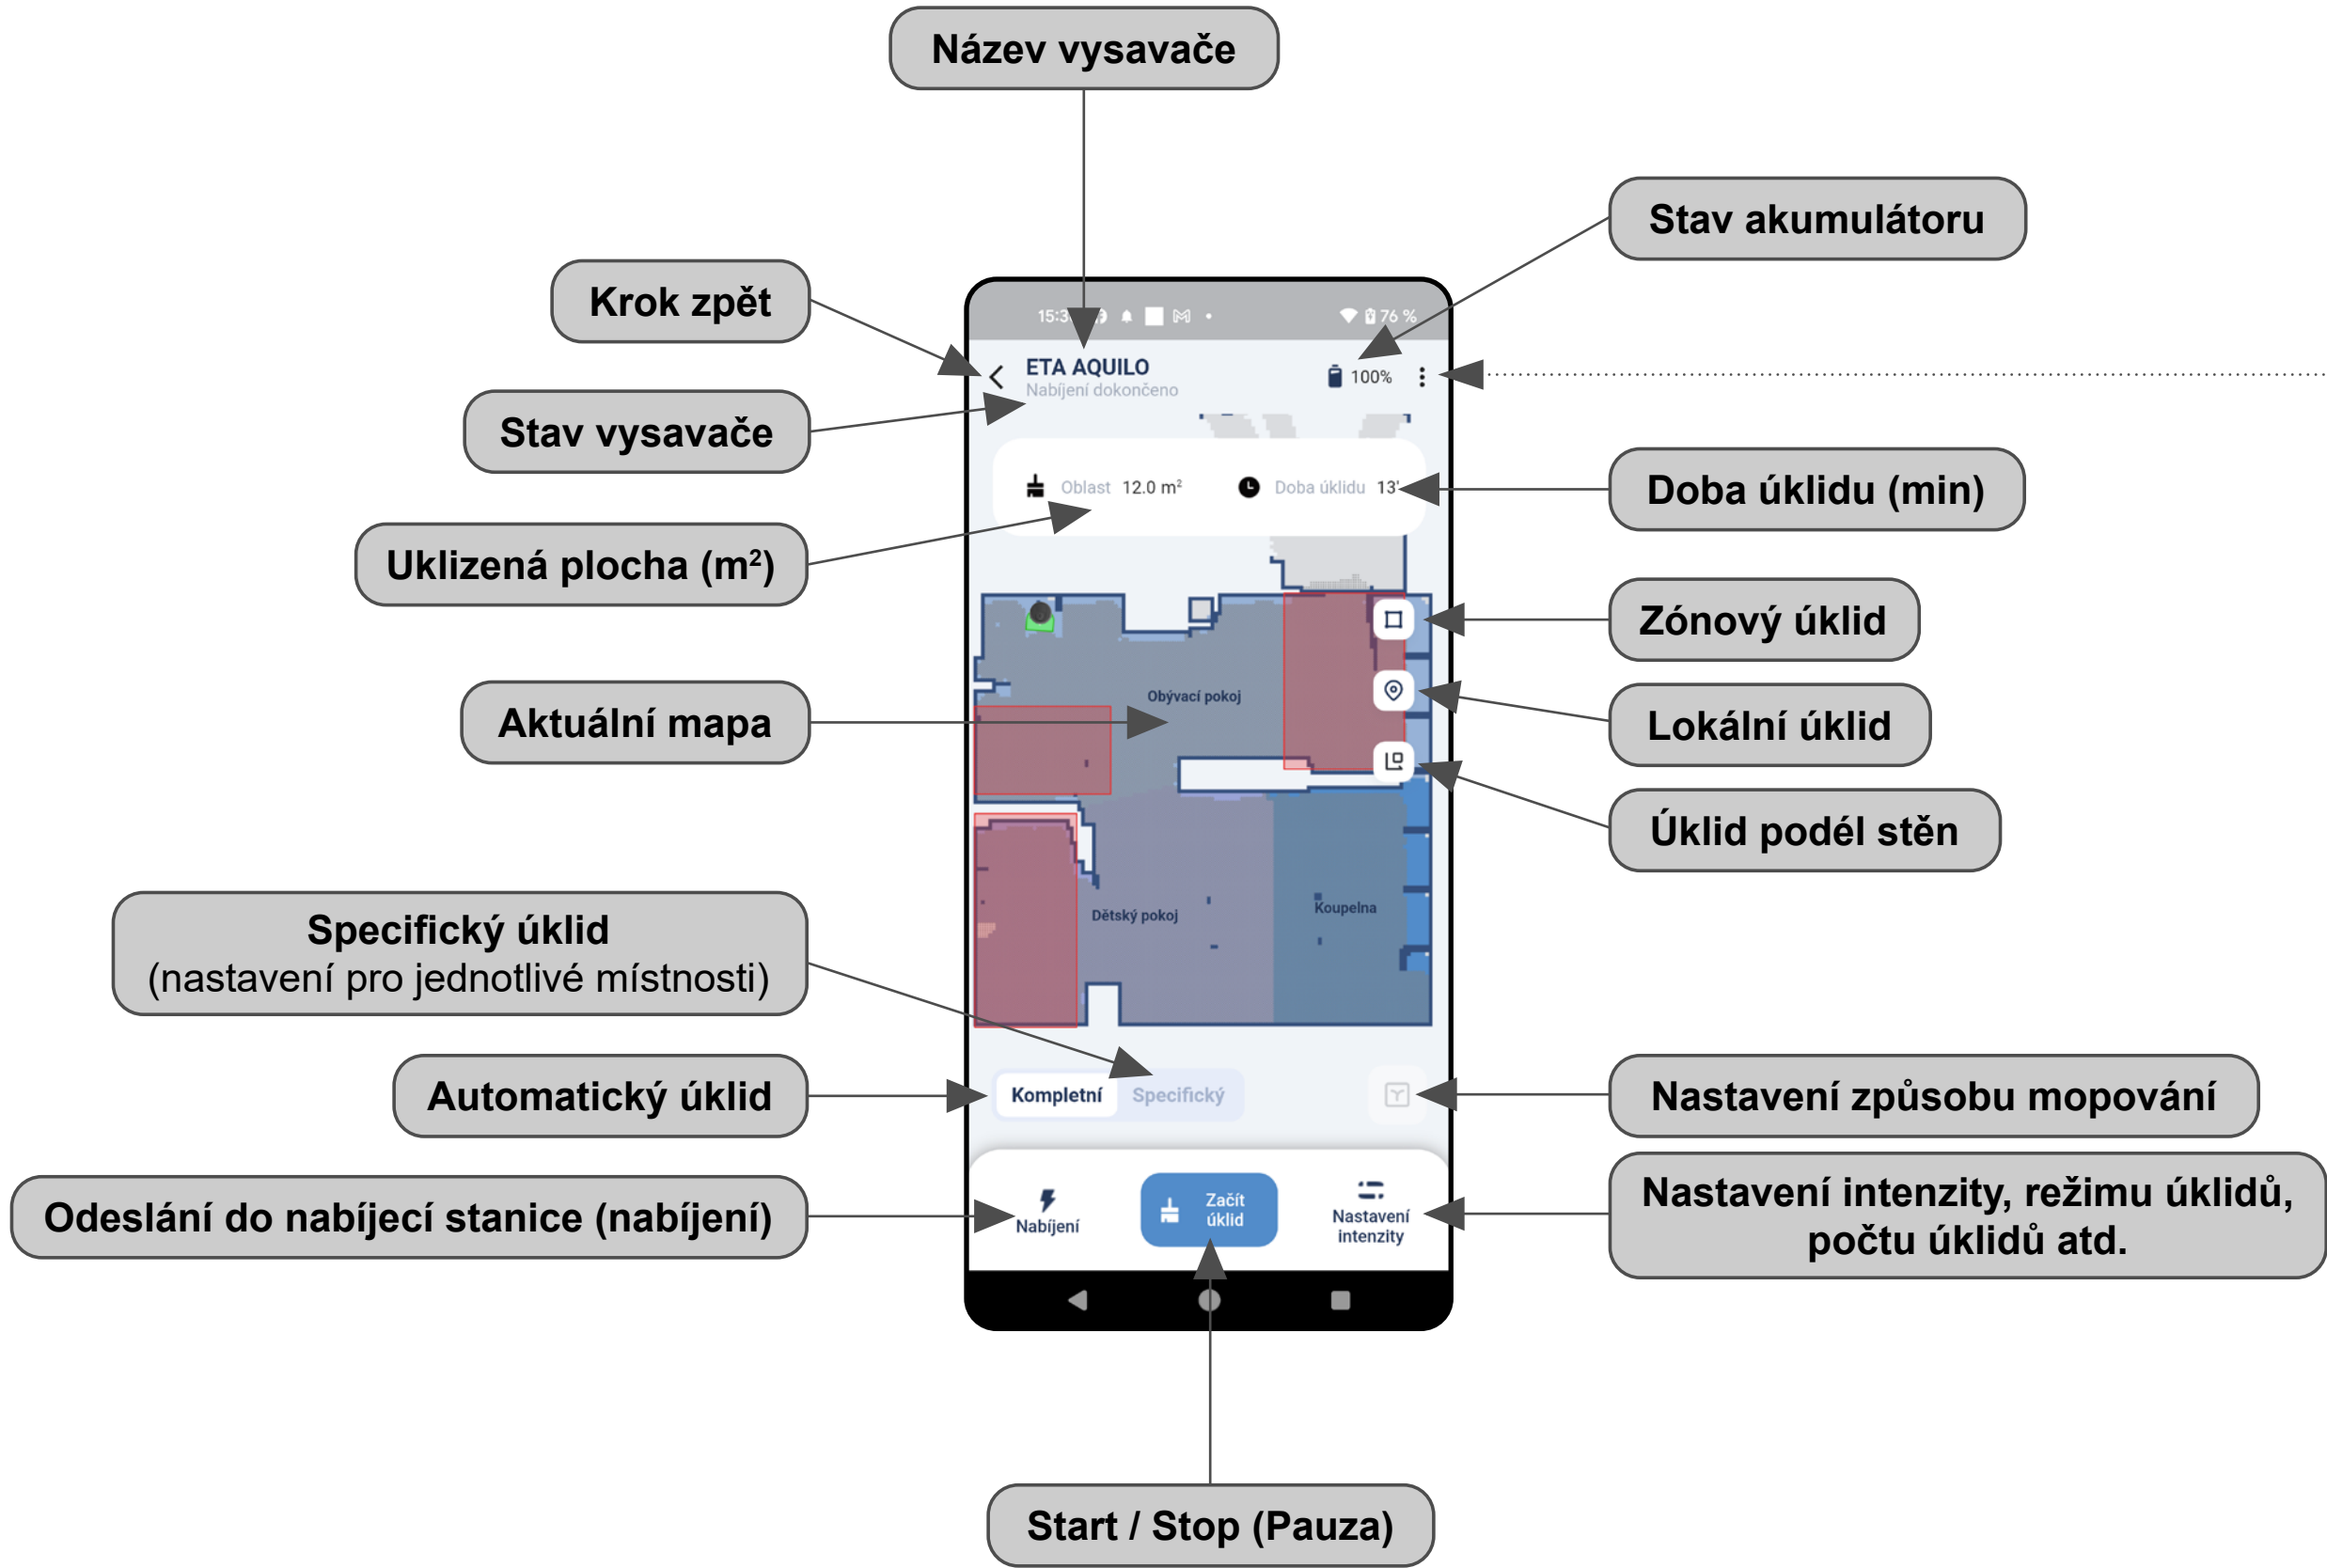 Název vysavače
Stav akumulátoru
Krok zpět
76 %
ETA AQUILO
Nabíjení dokončeno
100%
Stav vysavače
Oblast 12.0 m²
Doba úklidu 13'
Doba úklidu (min)
Uklizená plocha (m²)
Zónový úklid
Obývací pokoj
Aktuální mapa
Lokální úklid
Úklid podél stěn
Dětský pokoj
Koupelna
Specifický úklid
(nastavení pro jednotlivé místnosti)
Automatický úklid
Kompletní
Specifický
Nastavení způsobu mopování
Odeslání do nabíjecí stanice (nabíjení)
Nabíjení
Začít
úklid
Nastavení
intenzity
Nastavení intenzity, režimu úklidů,
počtu úklidů atd.
Start / Stop (Pauza)